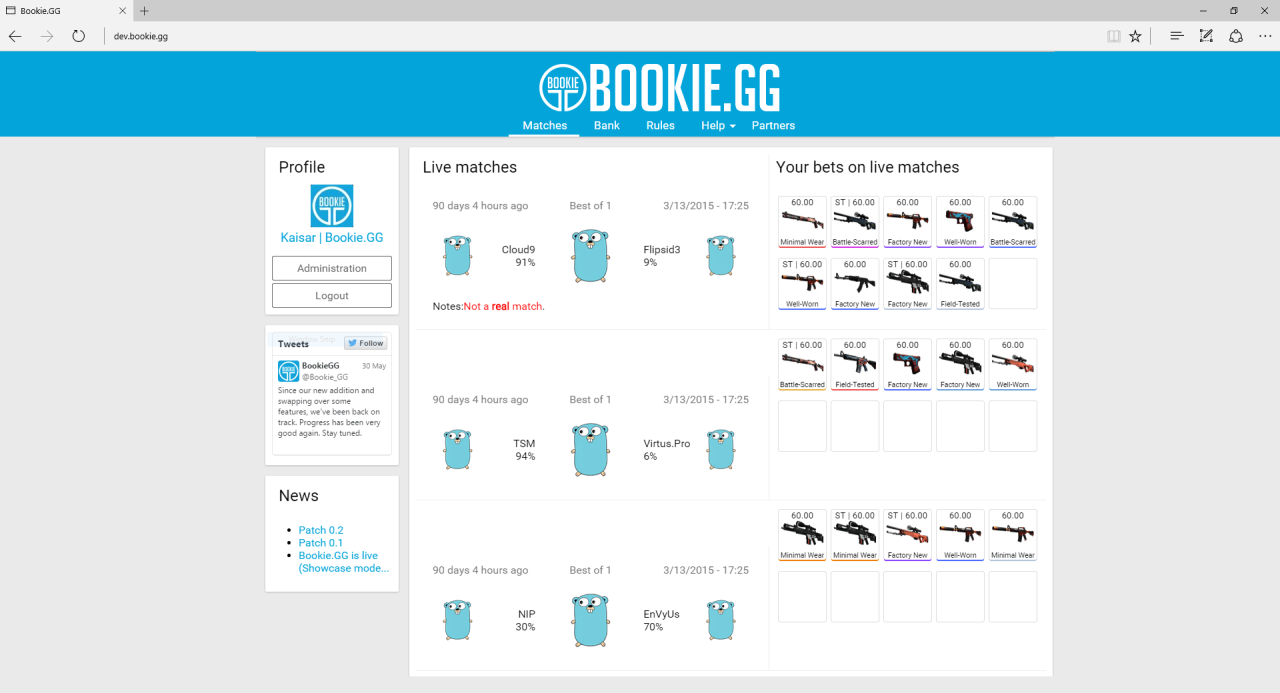 Bookie.GG
dev.bookie.gg
BOOKIE
BOOKIE.GG
Matches Bank Rules Help Partners
Profile
BOOKIE
Kaisar | Bookie.GG
Administration
Logout
Tweets Follow
BOOKIE
BookieGG 30 May
@Bookie_GG
Since our new addition and
swapping over some
features, we've been back on
track. Progress has been very
good again. Stay tuned.
News
Patch 0.2
Patch 0.1
Bookie.GG is live
(Showcase mode...
Live matches
90 days 4 hours ago Best of 1 3/13/2015 - 17:25
Cloud9 Flipsid3
91% 9%
Notes:Not a real match.
90 days 4 hours ago Best of 1 3/13/2015 - 17:25
TSM Virtus.Pro
94% 6%
90 days 4 hours ago Best of 1 3/13/2015 - 17:25
NIP EnVyUs
30% 70%
Your bets on live matches
60.00 ST | 60.00 60.00 60.00 60.00
Minimal Wear Battle-Scarred Factory New Well-Worn Battle-Scarred
ST | 60.00 60.00 ST | 60.00 60.00
Well-Worn Factory New Factory New Field-Tested
ST | 60.00 60.00 60.00 60.00 60.00
Battle-Scarred Field-Tested Factory New Factory New Well-Worn
60.00 ST | 60.00 ST | 60.00 60.00 60.00
Minimal Wear Minimal Wear Factory New Well-Worn Minimal Wear